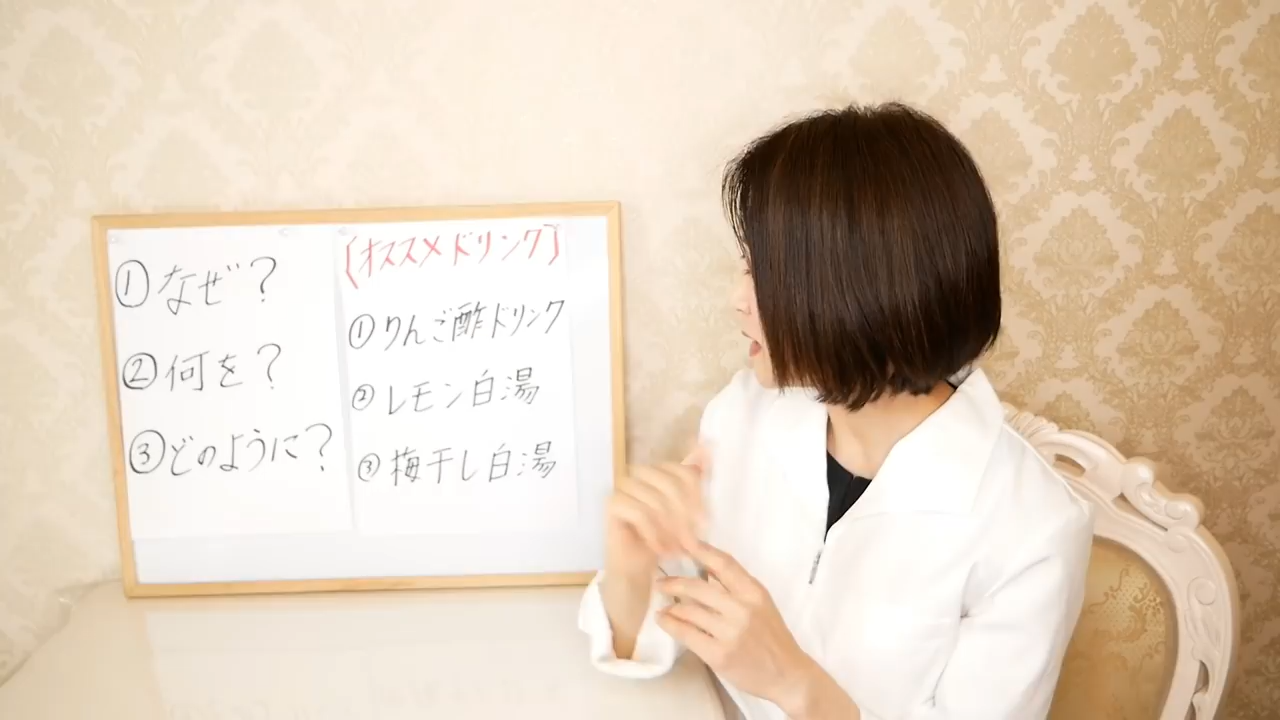 ①なぜ？
②何を？
③どのように？
〔オススメドリンク〕
①りんご酢ドリンク
②レモン白湯
③梅干し白湯